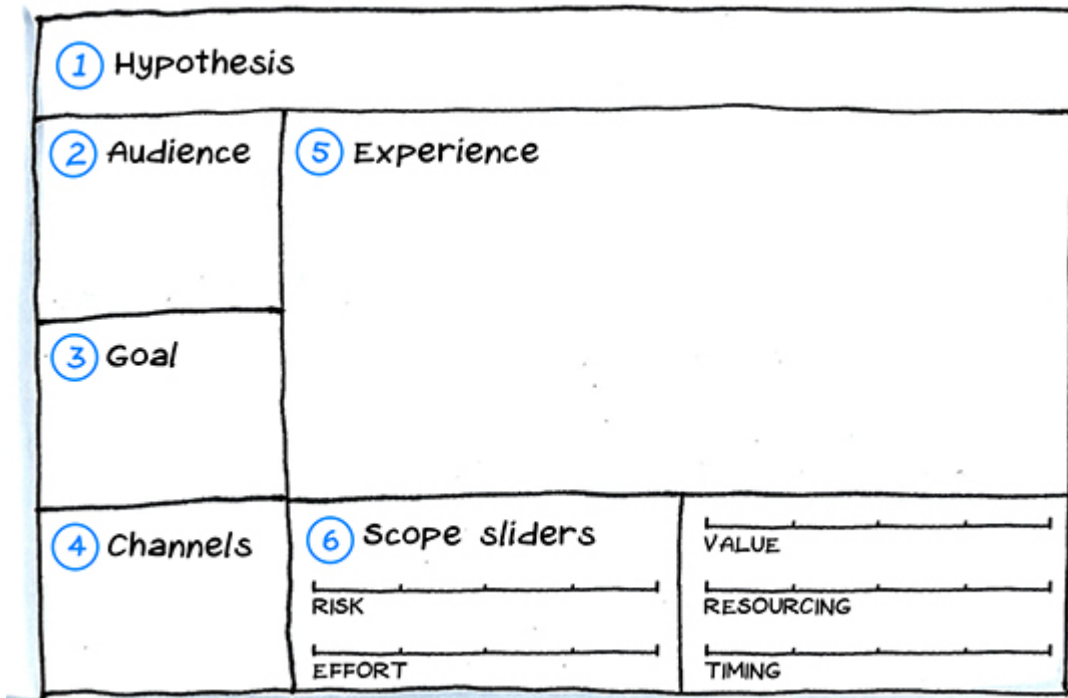 1 Hypothesis
2 Audience
5 Experience
3 Goal
4 Channels
6 Scope sliders
RISK
EFFORT
VALUE
RESOURCING
TIMING